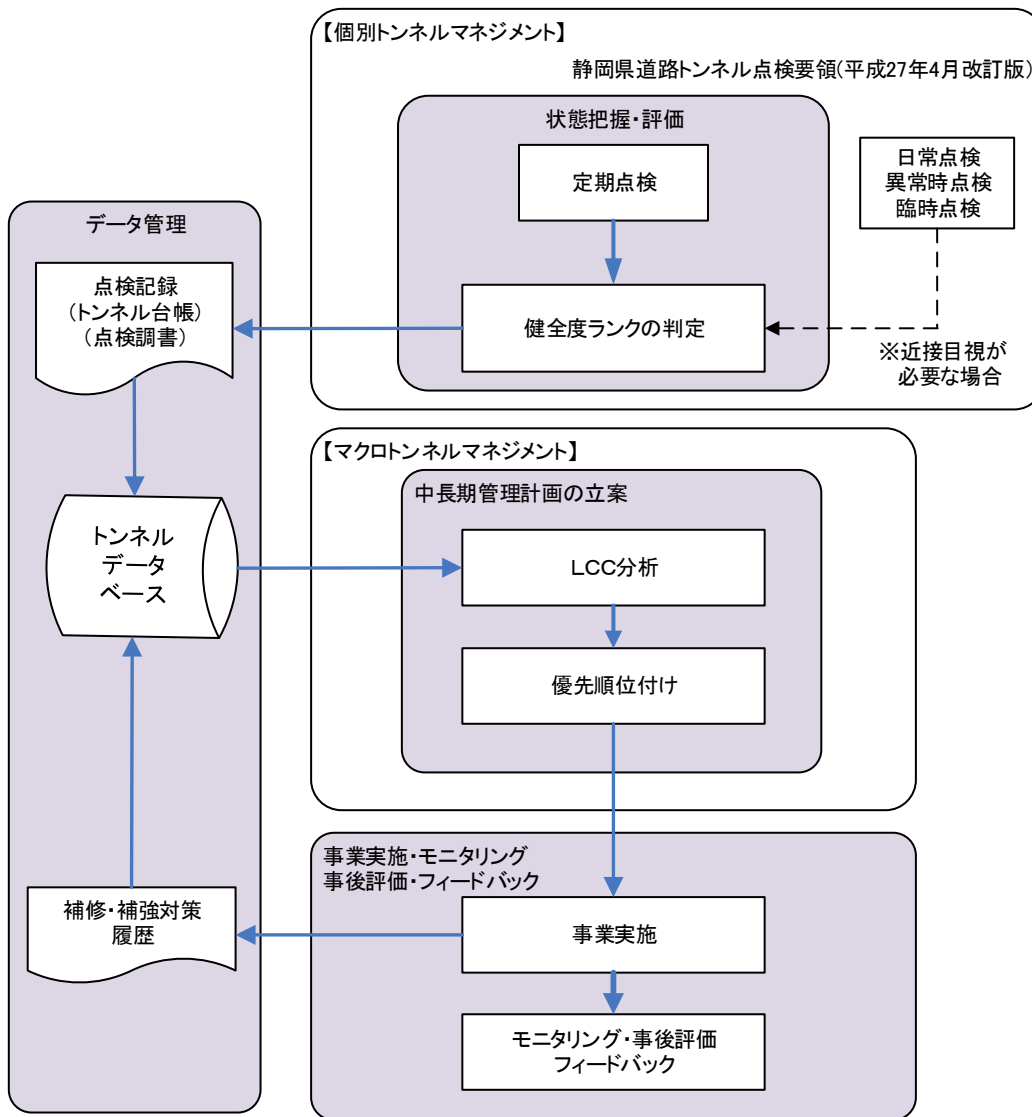 【個別トンネルマネジメント】
静岡県道路トンネル点検要領(平成27年4月改訂版)
状態把握・評価
定期点検
健全度ランクの判定
日常点検
異常時点検
臨時点検
※近接目視が
必要な場合
データ管理
点検記録
(トンネル台帳)
(点検調書)
トンネル
データ
ベース
補修・補強対策
履歴
【マクロトンネルマネジメント】
中長期管理計画の立案
LCC分析
優先順位付け
事業実施・モニタリング
事後評価・フィードバック
事業実施
モニタリング・事後評価
フィードバック